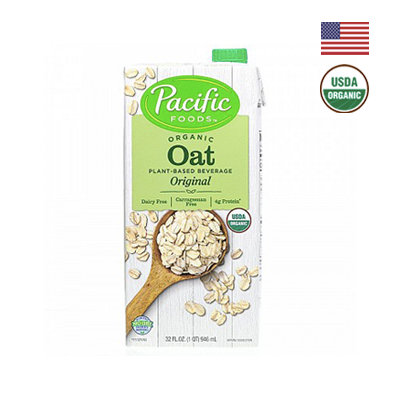 USDA
ORGANIC
Pacific
FOODS
ORGANIC
Oat
PLANT-BASED BEVERAGE
Original
Dairy Free
Carrageenan Free
4g Protein
USDA
ORGANIC
32 FL.OZ. (1 QT) 946 mL